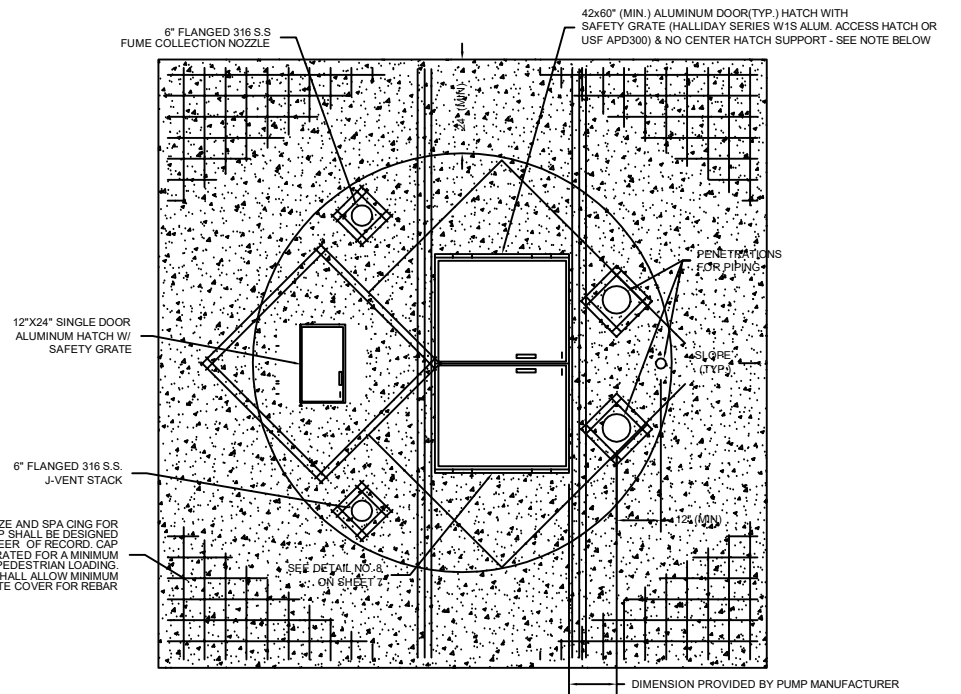 42x60" (MIN.) ALUMINUM DOOR(TYP.) HATCH WITH
SAFETY GRATE (HALLIDAY SERIES W1S ALUM. ACCESS HATCH OR
USF APD300) & NO CENTER HATCH SUPPORT - SEE NOTE BELOW
6" FLANGED 316 S.S
FUME COLLECTION NOZZLE
24" (MIN)
PENETRATIONS
FOR PIPING
12"X24" SINGLE DOOR
ALUMINUM HATCH W/
SAFETY GRATE
SLOPE
(TYP.)
6" FLANGED 316 S.S.
J-VENT STACK
12" (MIN)
ZE AND SPA CING FOR
P SHALL BE DESIGNED
EER OF RECORD. CAP
RATED FOR A MINIMUM
PEDESTRIAN LOADING.
HALL ALLOW MINIMUM
TE COVER FOR REBAR
SEE DETAIL NO. 8
ON SHEET 7
DIMENSION PROVIDED BY PUMP MANUFACTURER